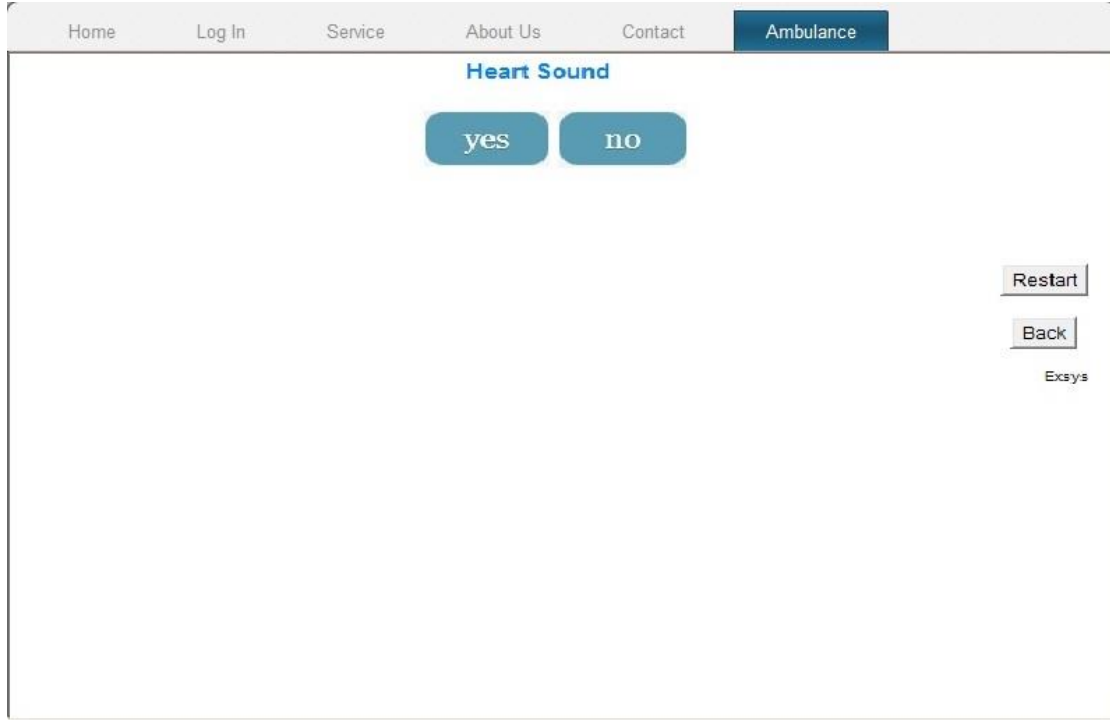 Home Log In Service About Us Contact Ambulance
Heart Sound
yes no
Restart
Back
Exsys